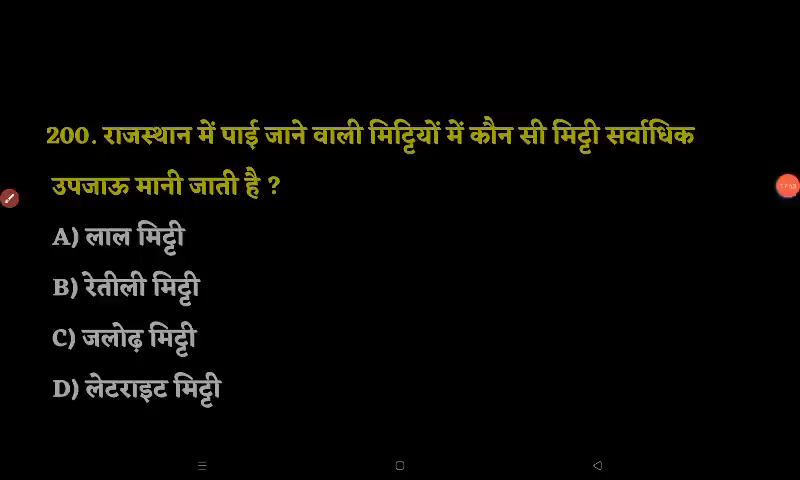 200. राजस्थान में पाई जाने वाली मिट्टियों में कौन सी मिट्टी सर्वाधिक
उपजाऊ मानी जाती है ?
A) लाल मिट्टी
B) रेतीली मिट्टी
C) जलोढ़ मिट्टी
D) लेटराइट मिट्टी